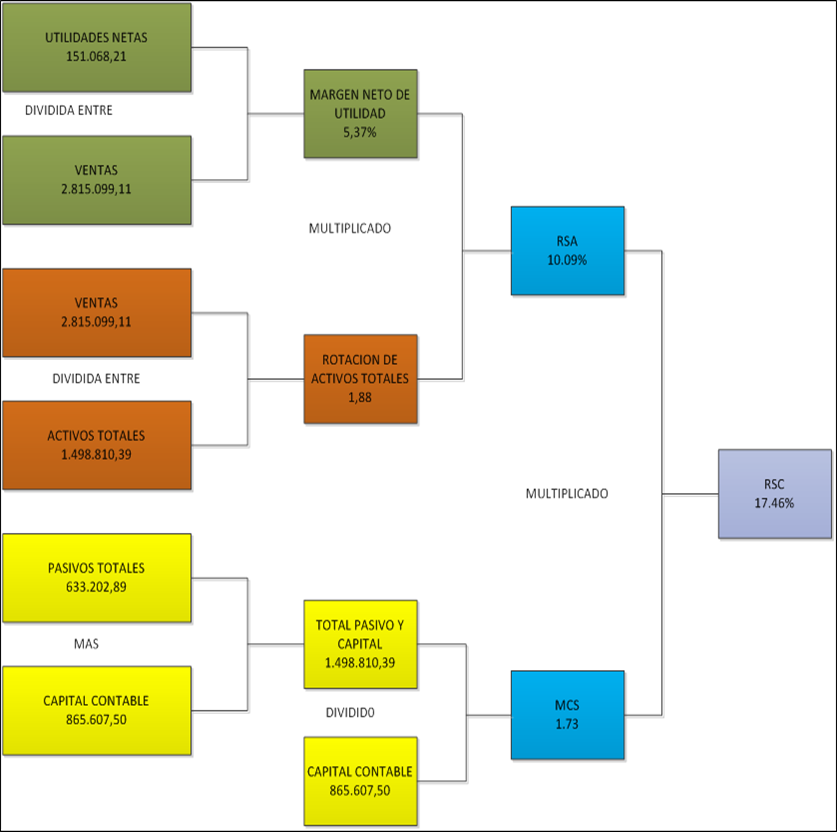 UTILIDADES NETAS
151.068,21
DIVIDIDA ENTRE
VENTAS
2.815.099,11
MARGEN NETO DE
UTILIDAD
5,37%
MULTIPLICADO
VENTAS
2.815.099,11
DIVIDIDA ENTRE
ACTIVOS TOTALES
1.498.810,39
ROTACION DE
ACTIVOS TOTALES
1,88
RSA
10.09%
MULTIPLICADO
RSC
17.46%
PASIVOS TOTALES
633.202,89
MAS
CAPITAL CONTABLE
865.607,50
TOTAL PASIVO Y
CAPITAL
1.498.810,39
DIVIDID0
CAPITAL CONTABLE
865.607,50
MCS
1.73